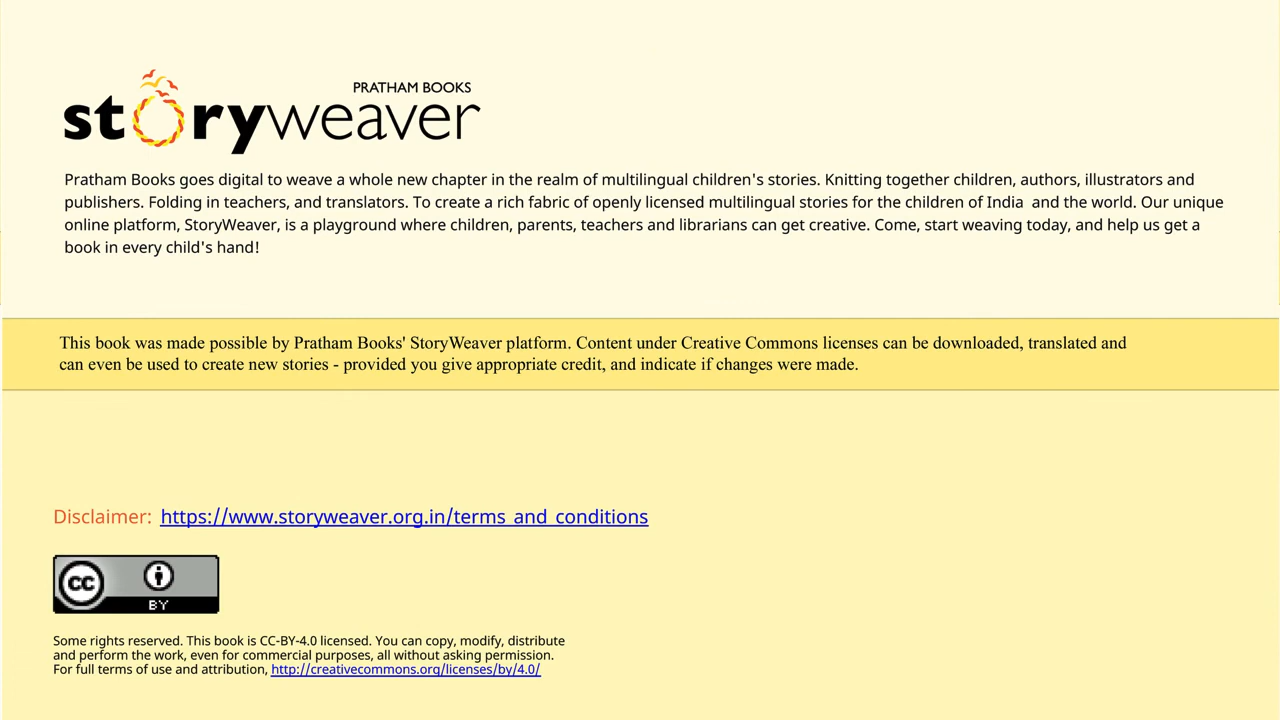 PRATHAM BOOKS
storyweaver
Pratham Books goes digital to weave a whole new chapter in the realm of multilingual children's stories. Knitting together children, authors, illustrators and
publishers. Folding in teachers, and translators. To create a rich fabric of openly licensed multilingual stories for the children of India and the world. Our unique
online platform, StoryWeaver, is a playground where children, parents, teachers and librarians can get creative. Come, start weaving today, and help us get a
book in every child's hand!
This book was made possible by Pratham Books' StoryWeaver platform. Content under Creative Commons licenses can be downloaded, translated and
can even be used to create new stories - provided you give appropriate credit, and indicate if changes were made.
Disclaimer: https://www.storyweaver.org.in/terms_and_conditions
cc
BY
Some rights reserved. This book is CC-BY-4.0 licensed. You can copy, modify, distribute
and perform the work, even for commercial purposes, all without asking permission.
For full terms of use and attribution, http://creativecommons.org/licenses/by/4.0/